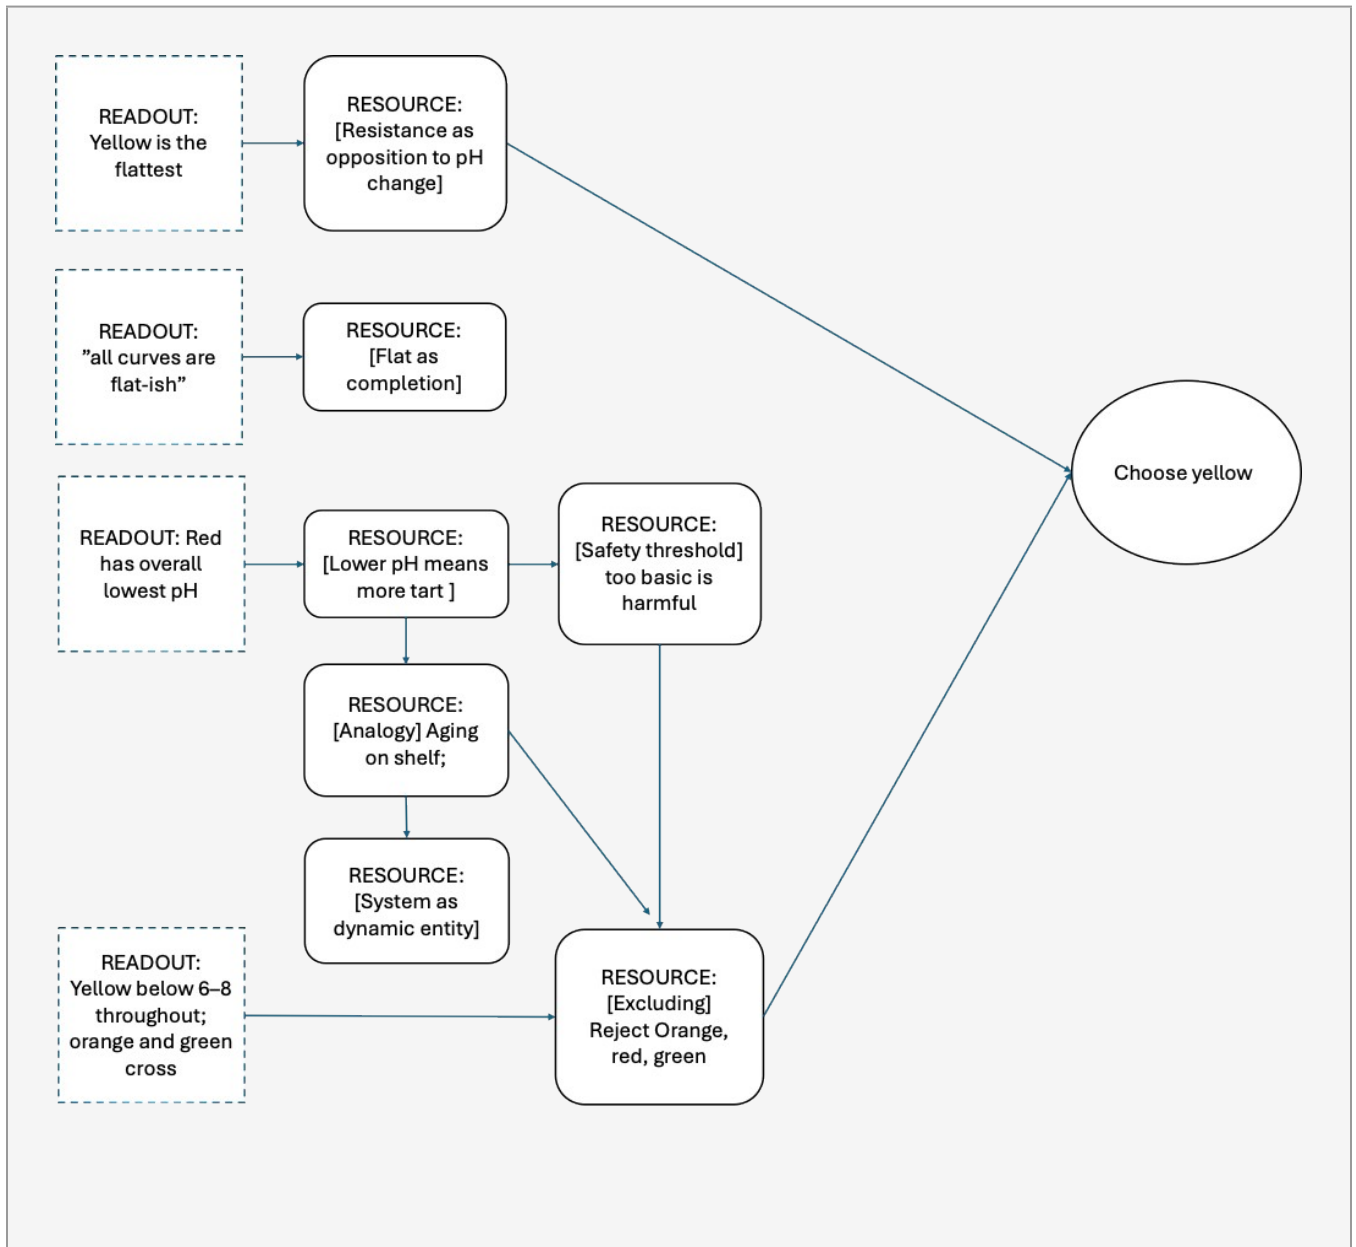 READOUT:
Yellow is the
flattest
RESOURCE:
[Resistance as
opposition to pH
change]
READOUT:
”all curves are
flat-ish”
RESOURCE:
[Flat as
completion]
Choose yellow
READOUT: Red
has overall
lowest pH
RESOURCE:
[Lower pH means
more tart ]
RESOURCE:
[Safety threshold]
too basic is
harmful
RESOURCE:
[Analogy] Aging
on shelf;
RESOURCE:
[System as
dynamic entity]
READOUT:
Yellow below 6–8
throughout;
orange and green
cross
RESOURCE:
[Excluding]
Reject Orange,
red, green